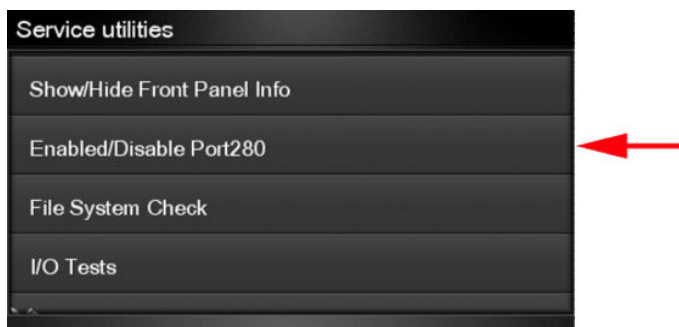 Service utilities
Show/Hide Front Panel Info
Enabled/Disable Port280
File System Check
I/O Tests